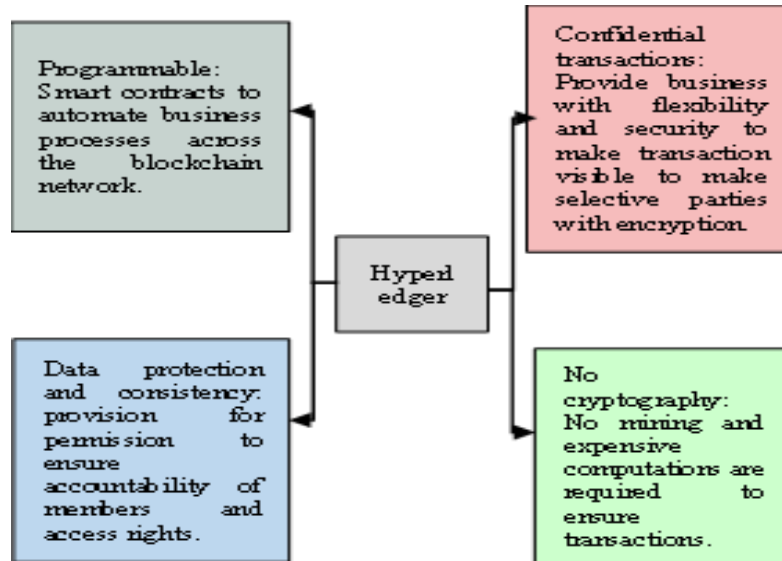 Programmable:
Smart contracts to
automate business
processes across
the blockchain
network.
Confidential
transactions:
Provide business
with flexibility
and security to
make transaction
visible to make
selective parties
with encryption.
Hyperl
edger
Data protection
and consistency:
provision for
permission to
ensure
accountability of
members and
access rights.
No
cryptography:
No mining and
expensive
computations are
required to
ensure
transactions.